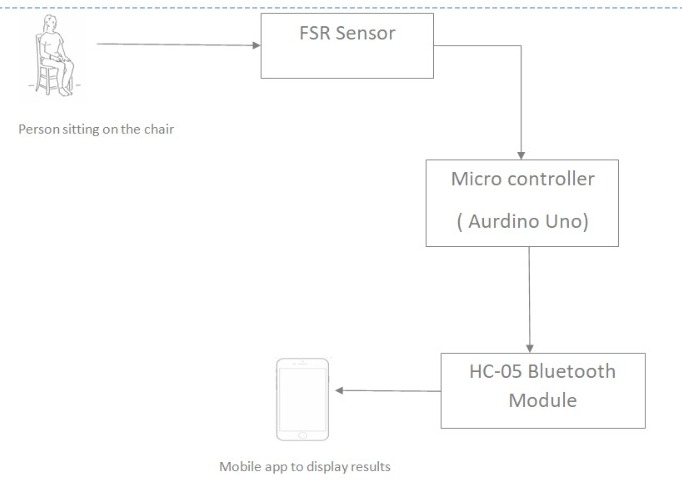 FSR Sensor
Person sitting on the chair
Micro controller
( Aurdino Uno)
HC-05 Bluetooth
Module
Mobile app to display results